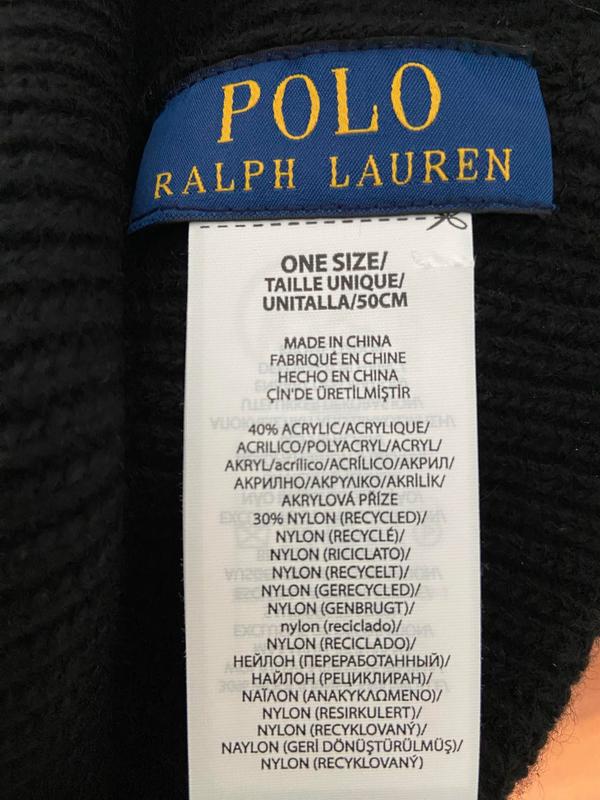 POLO
RALPH LAUREN
ONE SIZE/
TAILLE UNIQUE/
UNITALLA/50CM
MADE IN CHINA
FABRIQUÉ EN CHINE
HECHO EN CHINA
ÇİN'DE ÜRETİLMİŞTİR
40% ACRYLIC/ACRYLIQUE/
ACRILICO/POLYACRYL/ACRYL/
AKRYL/acrílico/ACRÍLICO/АКРИЛ/
АКРИЛНО/ΑΚΡΥΛΙΚΟ/AKRİLİK/
AKRYLOVÁ PŘÍZE
30% NYLON (RECYCLED)/
NYLON (RECYCLÉ)/
NYLON (RICICLATO)/
NYLON (RECYCELT)/
NYLON (GERECYCLED)/
NYLON (GENBRUGT)/
nylon (reciclado)/
NYLON (RECICLADO)/
НЕЙЛОН (ПЕРЕРАБОТАННЫЙ)/
НАЙЛОН (РЕЦИКЛИРАН)/
ΝΑΪΛΟΝ (ΑΝΑΚΥΚΛΩΜΕΝΟ)/
NYLON (RESIRKULERT)/
NYLON (RECYKLOVANÝ)/
NAYLON (GERİ DÖNÜŞTÜRÜLMÜŞ)/
NYLON (RECYKLOVANÝ)